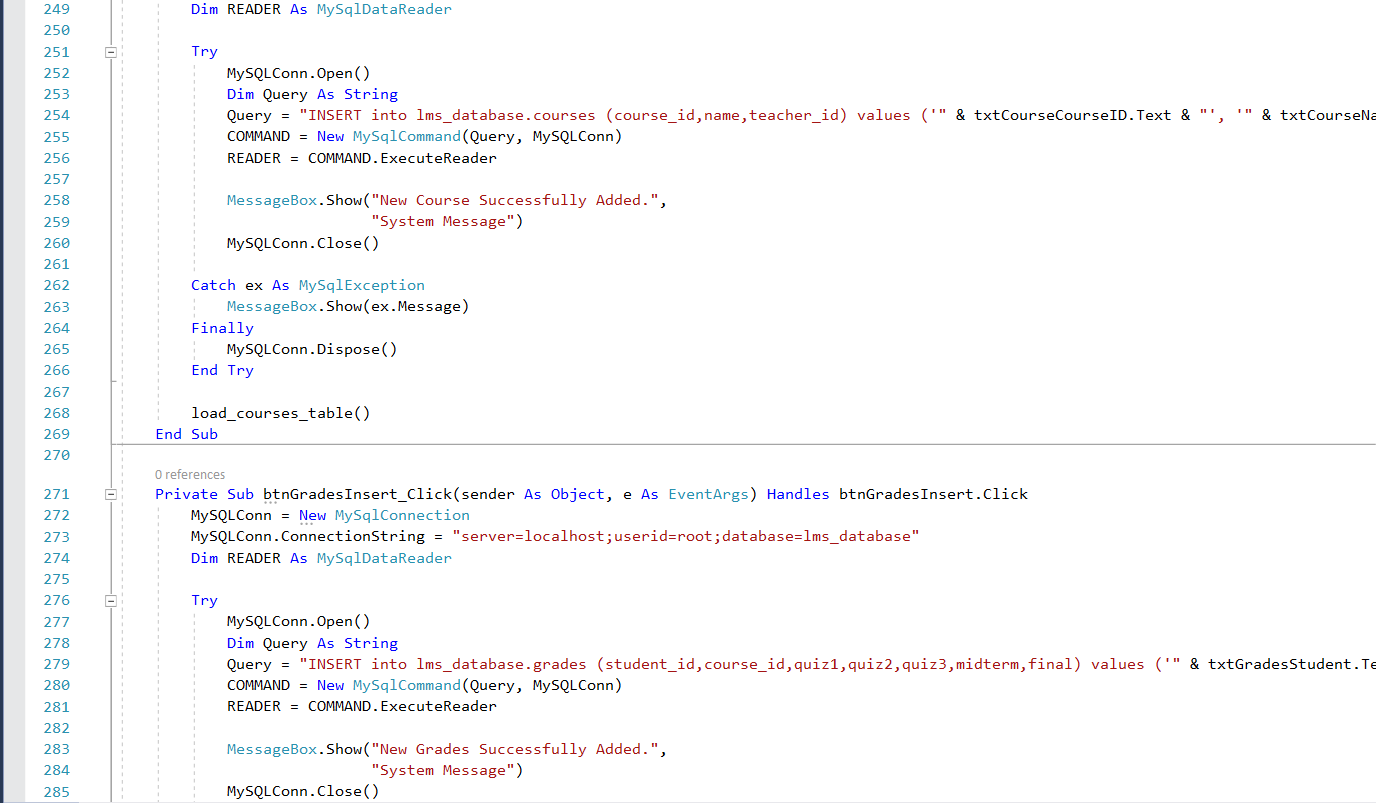 249 Dim READER As MySqlDataReader
250
251 Try
252 MySQLConn.Open()
253 Dim Query As String
254 Query = "INSERT into lms_database.courses (course_id,name,teacher_id) values ('" & txtCourseCourseID.Text & "', '" & txtCourseNa
255 COMMAND = New MySqlCommand(Query, MySQLConn)
256 READER = COMMAND.ExecuteReader
257
258 MessageBox.Show("New Course Successfully Added.",
259 "System Message")
260 MySQLConn.Close()
261
262 Catch ex As MySqlException
263 MessageBox.Show(ex.Message)
264 Finally
265 MySQLConn.Dispose()
266 End Try
267
268 load_courses_table()
269 End Sub
270
0 references
271 Private Sub btnGradesInsert_Click(sender As Object, e As EventArgs) Handles btnGradesInsert.Click
272 MySQLConn = New MySqlConnection
273 MySQLConn.ConnectionString = "server=localhost;userid=root;database=lms_database"
274 Dim READER As MySqlDataReader
275
276 Try
277 MySQLConn.Open()
278 Dim Query As String
279 Query = "INSERT into lms_database.grades (student_id,course_id,quiz1,quiz2,quiz3,midterm,final) values ('" & txtGradesStudent.Te
280 COMMAND = New MySqlCommand(Query, MySQLConn)
281 READER = COMMAND.ExecuteReader
282
283 MessageBox.Show("New Grades Successfully Added.",
284 "System Message")
285 MySQLConn.Close()